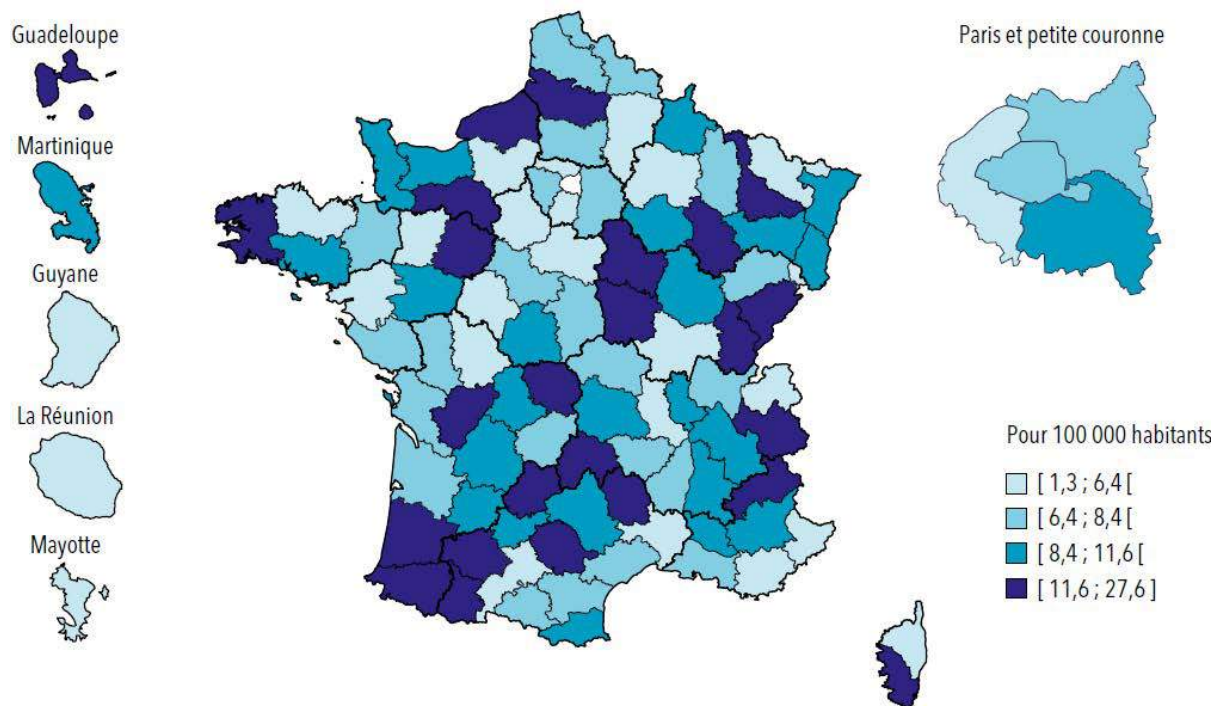 Guadeloupe
Martinique
Guyane
La Réunion
Mayotte
Paris et petite couronne
Pour 100 000 habitants
[ 1,3 ; 6,4 [
[ 6,4 ; 8,4 [
[ 8,4 ; 11,6 [
[ 11,6 ; 27,6 ]